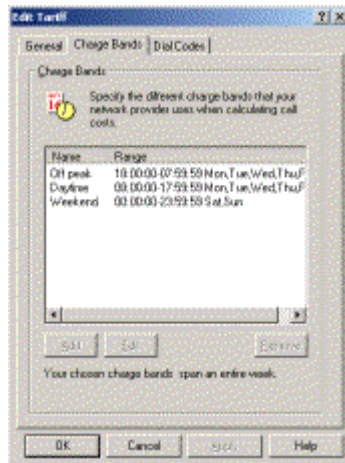 Edit Tariff
General
Charge Bands
Dial Codes
Charge Bands
Specify the different charge bands that your
network provider uses when calculating call
costs.
Name Range
Off peak 18:00:00-07:59:59 Mon,Tue,Wed,Thu,F
Daytime 08:00:00-17:59:59 Mon,Tue,Wed,Thu,F
Weekend 00:00:00-23:59:59 Sat,Sun
Add Edit Remove
Your chosen charge bands span an entire week.
OK Cancel Apply Help